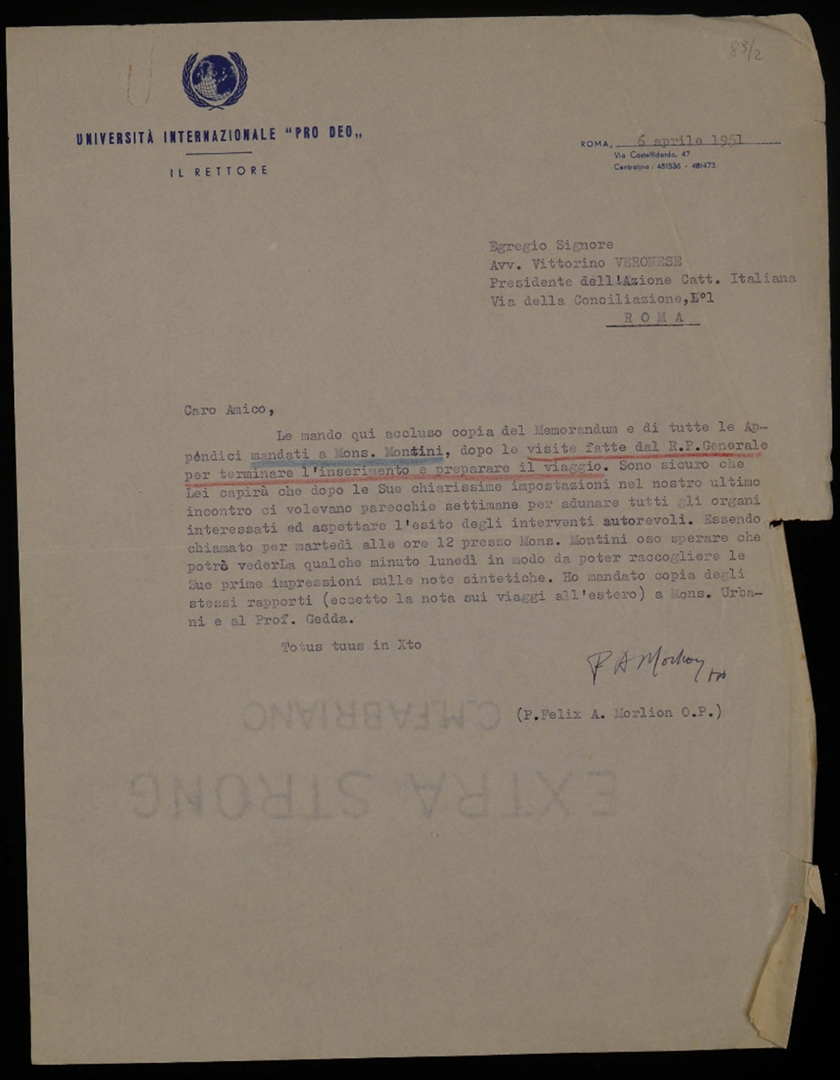 83/2
UNIVERSITÀ INTERNAZIONALE "PRO DEO„
IL RETTORE
ROMA, 6 aprile 1951
Via Castelfidardo, 47
Centralino: 481536 - 481473
Egregio Signore
Avv. Vittorino VERONESE
Presidente dell'Azione Catt. Italiana
Via della Conciliazione,N°1
R O M A
Caro Amico,
Le mando qui accluso copia del Memorandum e di tutte le Ap-
péndici mandati a Mons. Montini, dopo le visite fatte dal R.P.Generale
per terminare l'inserimento e preparare il viaggio. Sono sicuro che
Lei capirà che dopo le Sue chiarissime impostazioni nel nostro ultimo
incontro ci volevano parecchie settimane per adunare tutti gli organi
interessati ed aspettare l'esito degli interventi autorevoli. Essendo
chiamato per martedì alle ore 12 presso Mons. Montini oso sperare che
potrò vederLa qualche minuto lunedì in modo da poter raccogliere le
Sue prime impressioni sulle note sintetiche. Ho mandato copia degli
stessi rapporti (eccetto la nota sui viaggi all'estero) a Mons. Urba-
ni e al Prof. Gedda.
Totus tuus in Xto
F A Morlion
(P.Felix A. Morlion O.P.)
C.M.FABRIANO
EXTRA STRONG